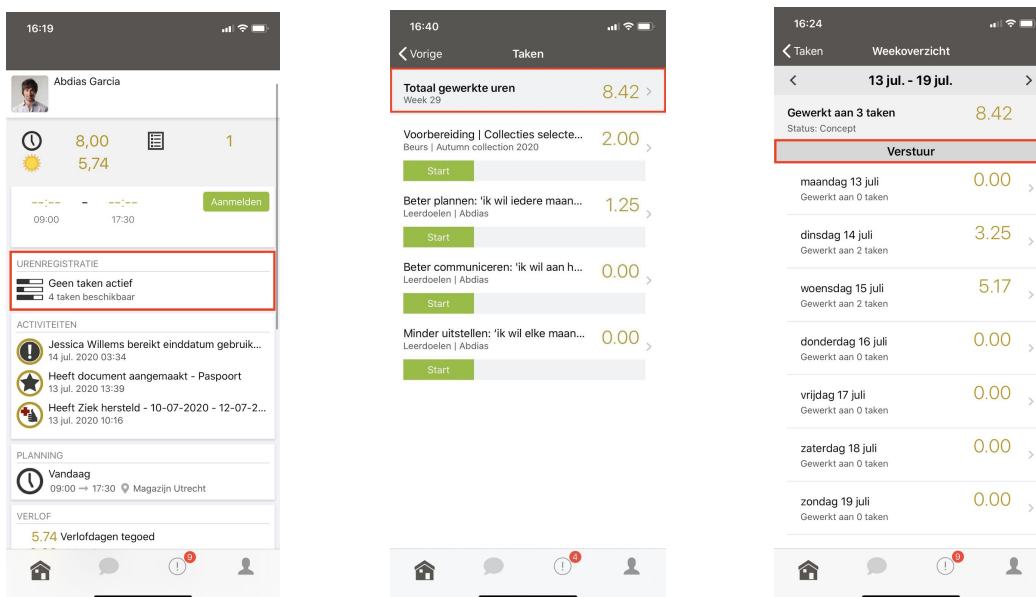 16:19
Abdias Garcia
8,00 1
5,74
--:-- - --:-- Aanmelden
09:00 17:30
URENREGISTRATIE
Geen taken actief
4 taken beschikbaar
ACTIVITEITEN
Jessica Willems bereikt einddatum gebruik...
14 jul. 2020 03:34
Heeft document aangemaakt - Paspoort
13 jul. 2020 13:39
Heeft Ziek hersteld - 10-07-2020 - 12-07-2...
13 jul. 2020 10:16
PLANNING
Vandaag
09:00 → 17:30 Magazijn Utrecht
VERLOF
5.74 Verlofdagen tegoed
9
16:40
Vorige Taken
Totaal gewerkte uren 8.42
Week 29
Voorbereiding | Collecties selecte... 2.00
Beurs | Autumn collection 2020
Start
Beter plannen: 'ik wil iedere maan... 1.25
Leerdoelen | Abdias
Start
Beter communiceren: 'ik wil aan h... 0.00
Leerdoelen | Abdias
Start
Minder uitstellen: 'ik wil elke maan... 0.00
Leerdoelen | Abdias
Start
4
16:24
Taken Weekoverzicht
13 jul. - 19 jul.
Gewerkt aan 3 taken 8.42
Status: Concept
Verstuur
maandag 13 juli 0.00
Gewerkt aan 0 taken
dinsdag 14 juli 3.25
Gewerkt aan 2 taken
woensdag 15 juli 5.17
Gewerkt aan 2 taken
donderdag 16 juli 0.00
Gewerkt aan 0 taken
vrijdag 17 juli 0.00
Gewerkt aan 0 taken
zaterdag 18 juli 0.00
Gewerkt aan 0 taken
zondag 19 juli 0.00
Gewerkt aan 0 taken
9